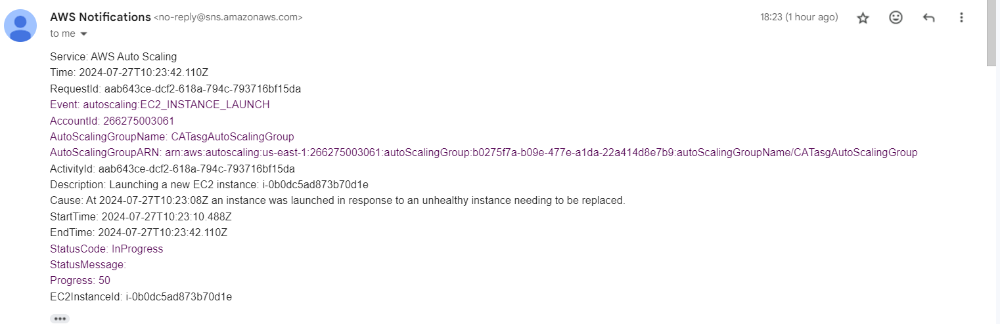 AWS Notifications <no-reply@sns.amazonaws.com> 18:23 (1 hour ago)
to me
Service: AWS Auto Scaling
Time: 2024-07-27T10:23:42.110Z
RequestId: aab643ce-dcf2-618a-794c-793716bf15da
Event: autoscaling:EC2_INSTANCE_LAUNCH
AccountId: 266275003061
AutoScalingGroupName: CATasgAutoScalingGroup
AutoScalingGroupARN: arn:aws:autoscaling:us-east-1:266275003061:autoScalingGroup:b0275f7a-b09e-477e-a1da-22a414d8e7b9:autoScalingGroupName/CATasgAutoScalingGroup
ActivityId: aab643ce-dcf2-618a-794c-793716bf15da
Description: Launching a new EC2 instance: i-0b0dc5ad873b70d1e
Cause: At 2024-07-27T10:23:08Z an instance was launched in response to an unhealthy instance needing to be replaced.
StartTime: 2024-07-27T10:23:10.488Z
EndTime: 2024-07-27T10:23:42.110Z
StatusCode: InProgress
StatusMessage:
Progress: 50
EC2InstanceId: i-0b0dc5ad873b70d1e